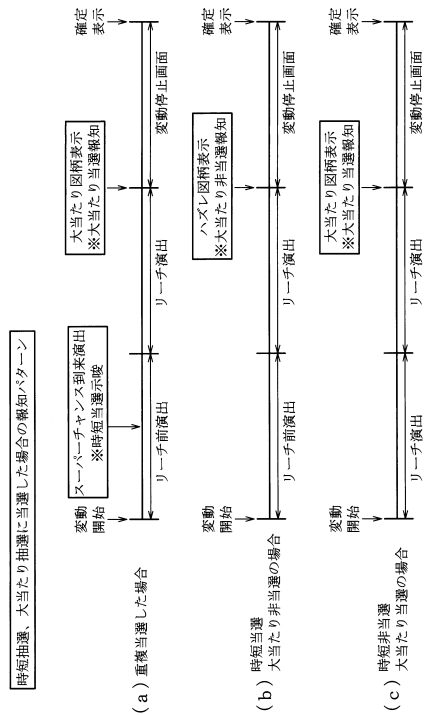 時短抽選、大当たり抽選に当選した場合の報知パターン
(a) 重複当選した場合
変動
開始
スーパーチャンス到来演出
※時短当選示唆
大当たり図柄表示
※大当たり当選報知
確定
表示
リーチ前演出
リーチ演出
変動停止画面
(b) 時短当選
大当たり非当選の場合
変動
開始
ハズレ図柄表示
※大当たり非当選報知
確定
表示
リーチ前演出
リーチ演出
変動停止画面
(c) 時短非当選
大当たり当選の場合
変動
開始
大当たり図柄表示
※大当たり当選報知
確定
表示
リーチ演出
リーチ演出
変動停止画面